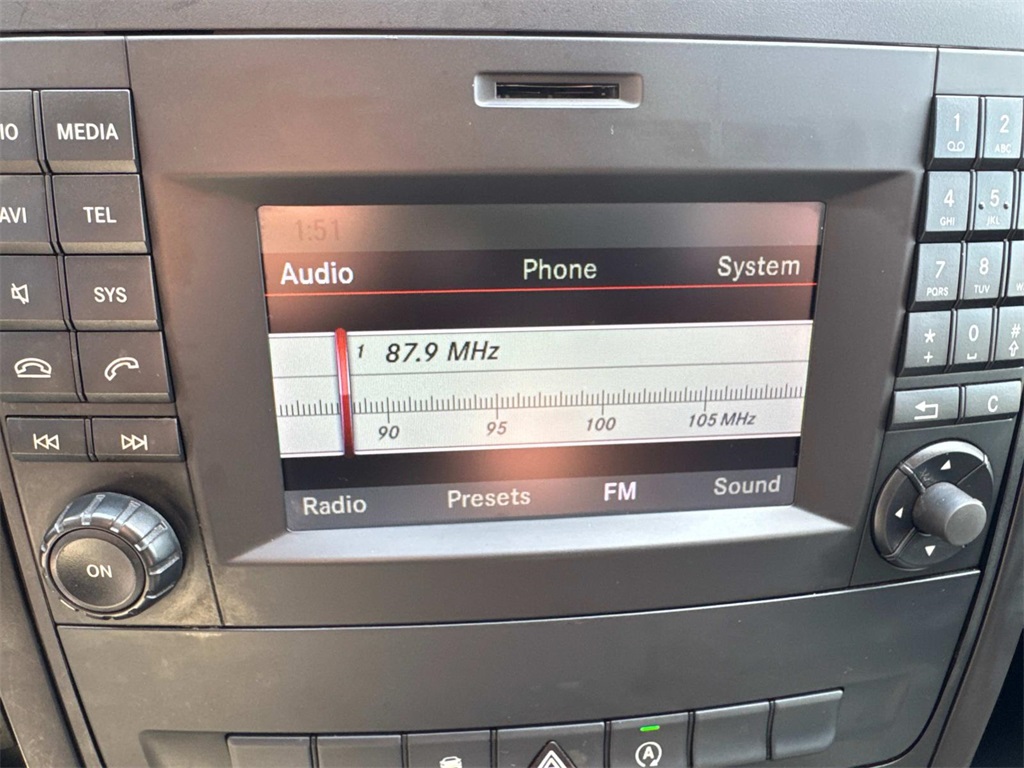 MEDIA
TEL
SYS
ON
1:51
Audio Phone System
1 87.9 MHz
90 95 100 105 MHz
Radio Presets FM Sound
1 2 ABC
4 GHI 5 JKL
7 PQRS 8 TUV
* + 0 #
C
A